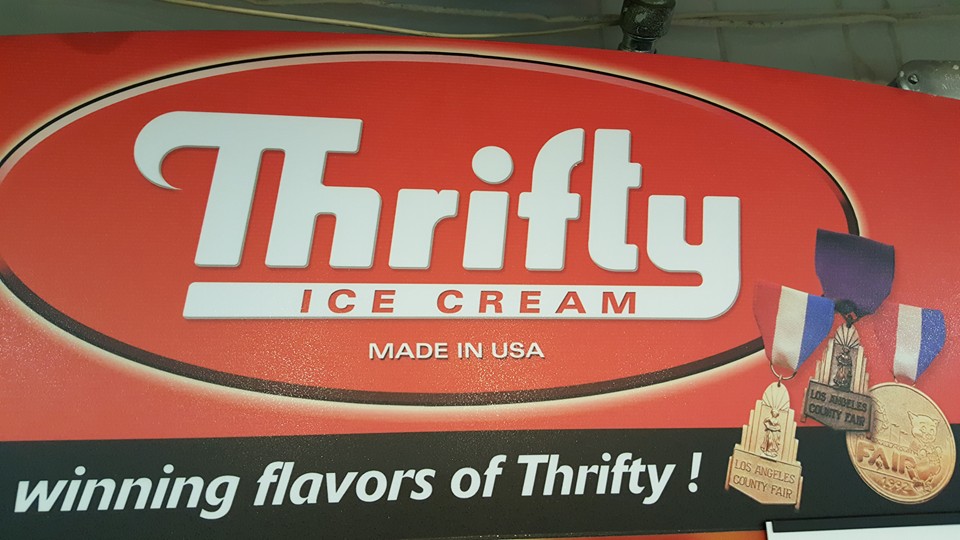 Thrifty
ICE CREAM
MADE IN USA
winning flavors of Thrifty !
LOS ANGELES
COUNTY FAIR
LOS ANGELES
COUNTY FAIR
FAIR